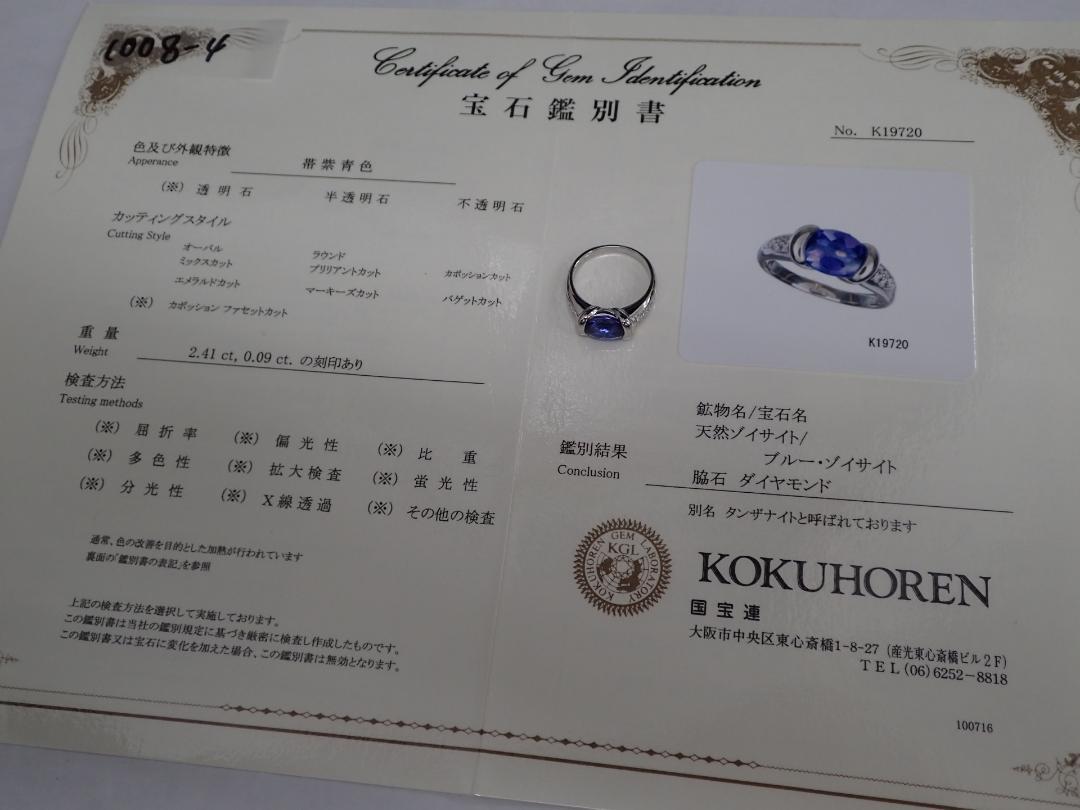 1008-4
Certificate of Gem Identification
宝石鑑別書
No. K19720
色及び外観特徴
Apperance
帯紫青色
(※) 透明石 半透明石 不透明石
カッティングスタイル
Cutting Style
オーバル
ミックスカット
ラウンド
ブリリアントカット
カボッションカット
エメラルドカット
マーキーズカット
バゲットカット
(※) カボッション ファセットカット
重量
Weight
2.41 ct, 0.09 ct. の刻印あり
検査方法
Testing methods
(※) 屈折率 (※) 偏光性 (※) 比重
(※) 多色性 (※) 拡大検査 (※) 蛍光性
(※) 分光性 (※) X線透過 (※) その他の検査
通常、色の改善を目的とした加熱が行われています
裏面の「鑑別書の表記」を参照
上記の検査方法を選択して実施しております。
この鑑別書は当社の鑑別規定に基づき厳密に検査し作成したものです。
この鑑別書又は宝石に変化を加えた場合、この鑑別書は無効となります。
K19720
鑑別結果
Conclusion
鉱物名/宝石名
天然ゾイサイト/
ブルー・ゾイサイト
脇石 ダイヤモンド
別名 タンザナイトと呼ばれております
KOKUHOREN GEM LABORATORY
KGL
KOKUHOREN
国宝連
大阪市中央区東心斎橋1-8-27 (産光東心斎橋ビル2F)
TEL (06)6252-8818
100716